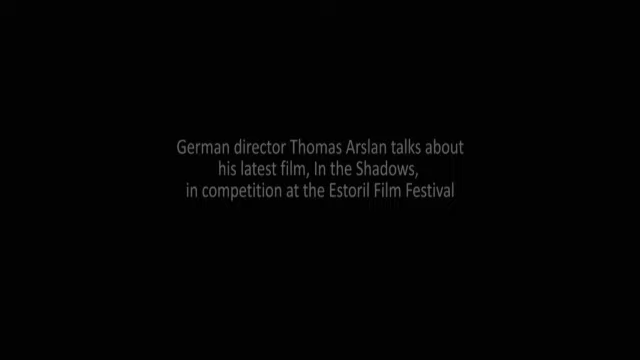 German director Thomas Arslan talks about
his latest film, In the Shadows,
in competition at the Estoril Film Festival